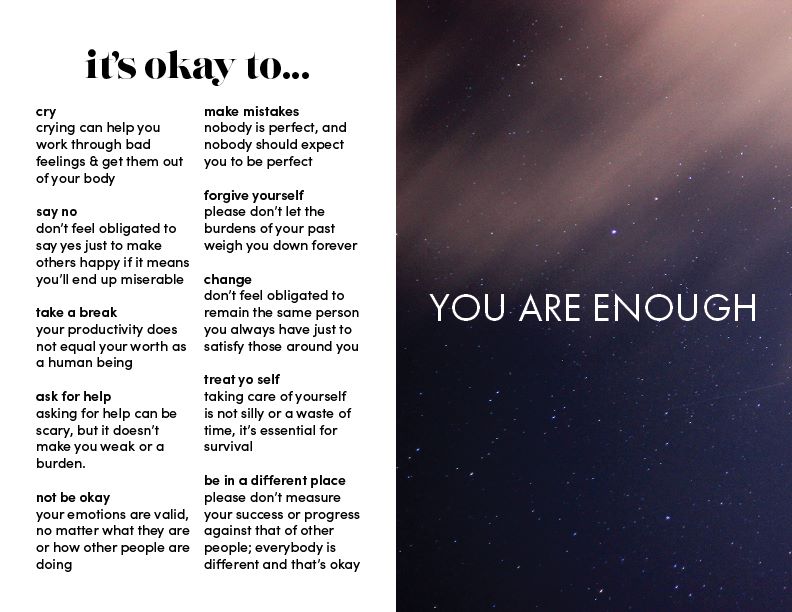 it's okay to...
cry
crying can help you
work through bad
feelings & get them out
of your body
say no
don't feel obligated to
say yes just to make
others happy if it means
you'll end up miserable
take a break
your productivity does
not equal your worth as
a human being
ask for help
asking for help can be
scary, but it doesn't
make you weak or a
burden.
not be okay
your emotions are valid,
no matter what they are
or how other people are
doing
make mistakes
nobody is perfect, and
nobody should expect
you to be perfect
forgive yourself
please don't let the
burdens of your past
weigh you down forever
change
don't feel obligated to
remain the same person
you always have just to
satisfy those around you
treat yo self
taking care of yourself
is not silly or a waste of
time, it's essential for
survival
be in a different place
please don't measure
your success or progress
against that of other
people; everybody is
different and that's okay
YOU ARE ENOUGH